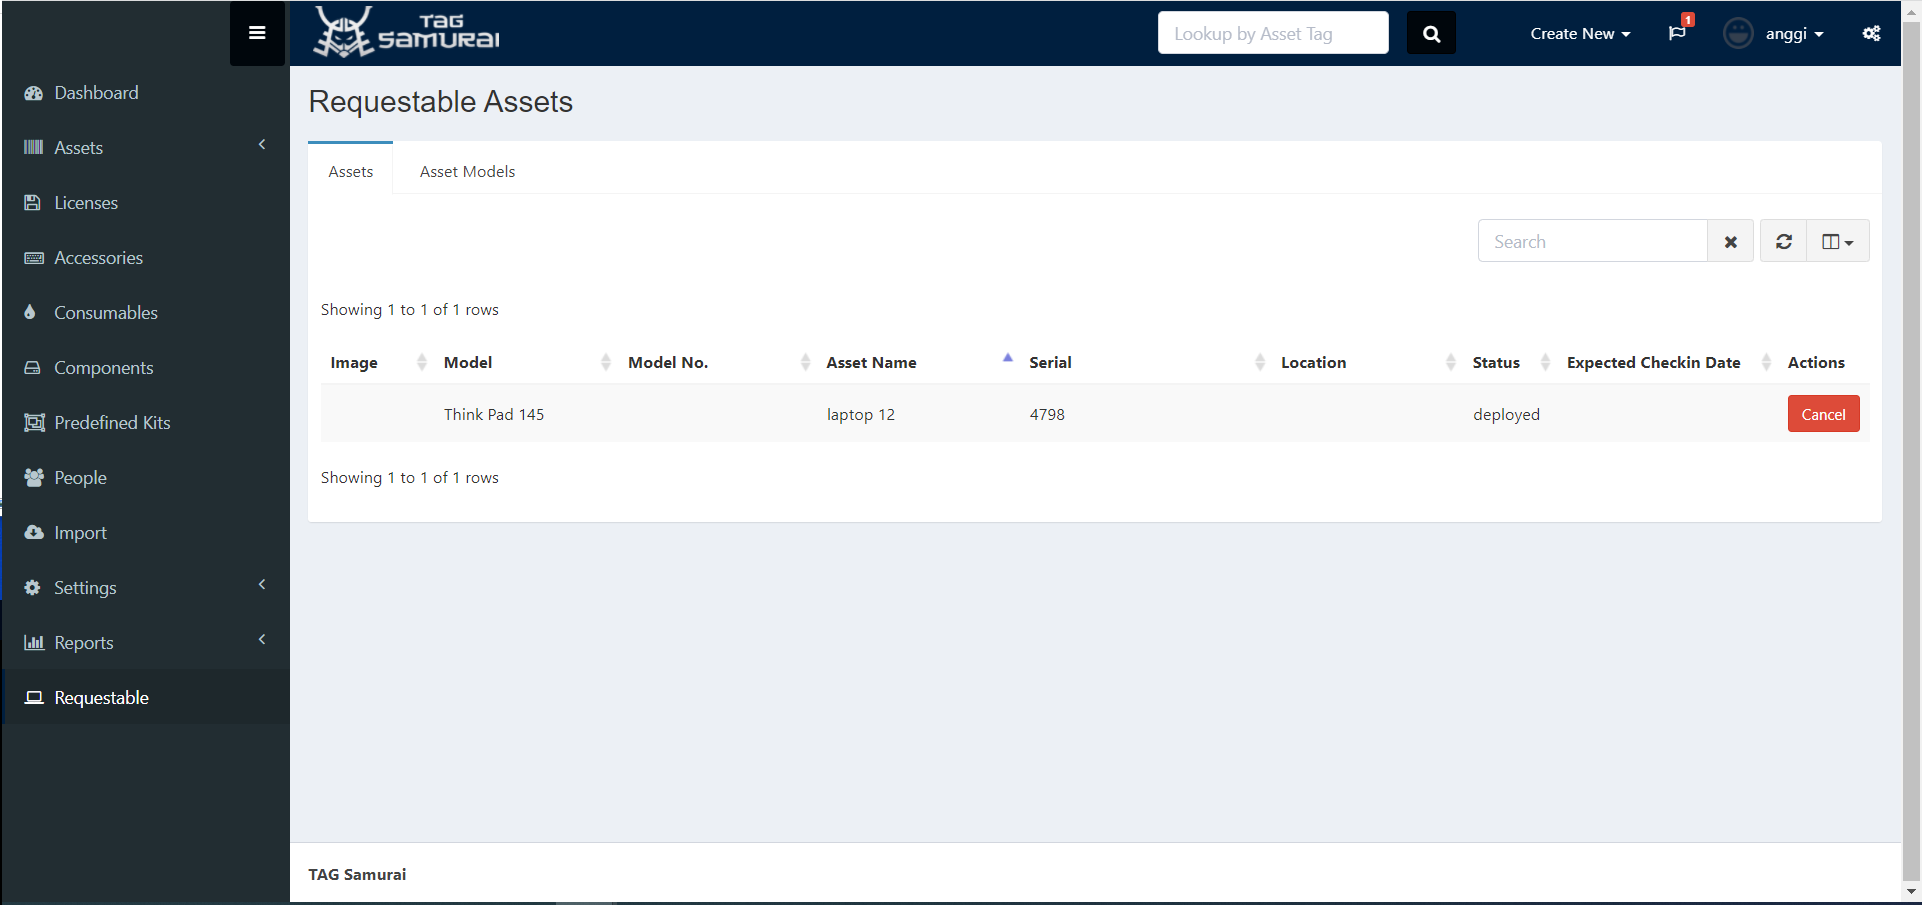 TAG
SAMURAI
Lookup by Asset Tag
Create New
1
anggi
Dashboard
Assets
Licenses
Accessories
Consumables
Components
Predefined Kits
People
Import
Settings
Reports
Requestable
Requestable Assets
Assets Asset Models
Search
Showing 1 to 1 of 1 rows
Image Model Model No. Asset Name Serial Location Status Expected Checkin Date Actions
Think Pad 145 laptop 12 4798 deployed Cancel
Showing 1 to 1 of 1 rows
TAG Samurai